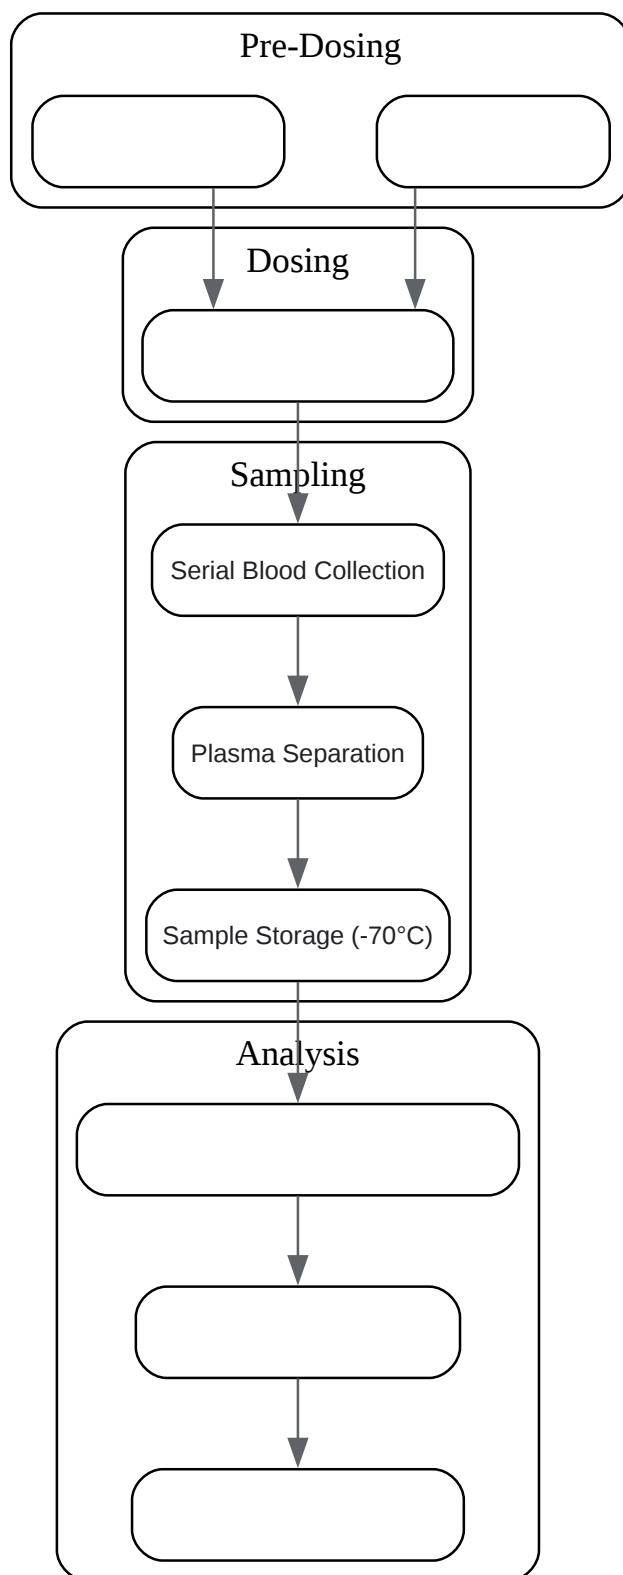 Pre-Dosing
Dosing
Sampling
Serial Blood Collection
Plasma Separation
Sample Storage (-70°C)
Analysis